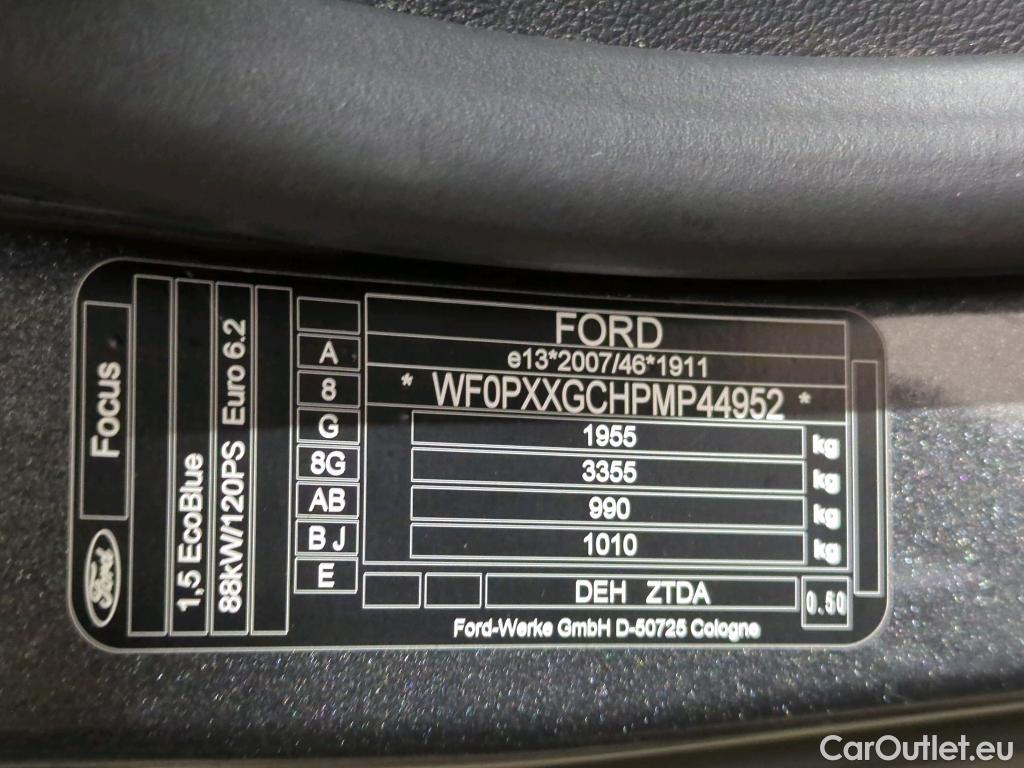 Focus
Ford
1,5 EcoBlue
88kW/120PS Euro 6.2
A
8
G
8G
AB
B J
E
FORD
e13*2007/46*1911
* WF0PXXGCHPMP44952 *
1955 kg
3355 kg
990 kg
1010 kg
DEH ZTDA
0.50
Ford-Werke GmbH D-50725 Cologne
CarOutlet.eu